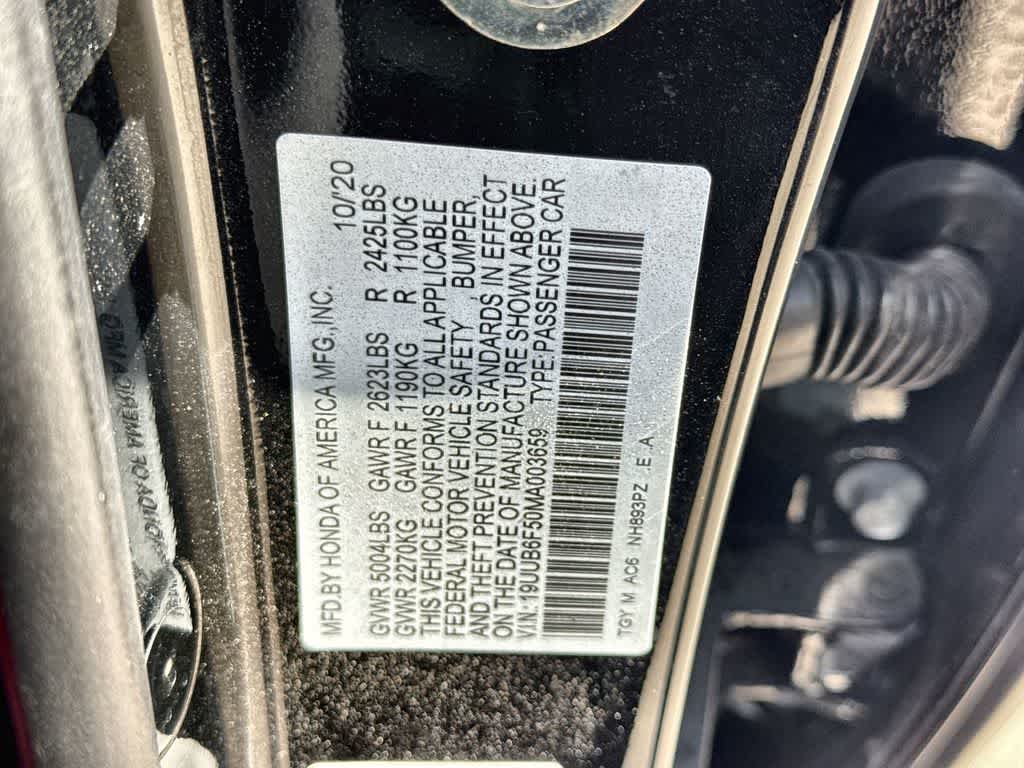 MFD.BY HONDA OF AMERICA MFG.,INC. 10/'20
GVWR 5004LBS GAWR F 2623LBS R 2425LBS
GVWR 2270KG GAWR F 1190KG R 1100KG
THIS VEHICLE CONFORMS TO ALL APPLICABLE
FEDERAL MOTOR VEHICLE SAFETY , BUMPER,
AND THEFT PREVENTION STANDARDS IN EFFECT
ON THE DATE OF MANUFACTURE SHOWN ABOVE.
V.I.N.: 19UUB6F50MA003659 TYPE: PASSENGER CAR
TGY M AC6 NH893PZ .E .A